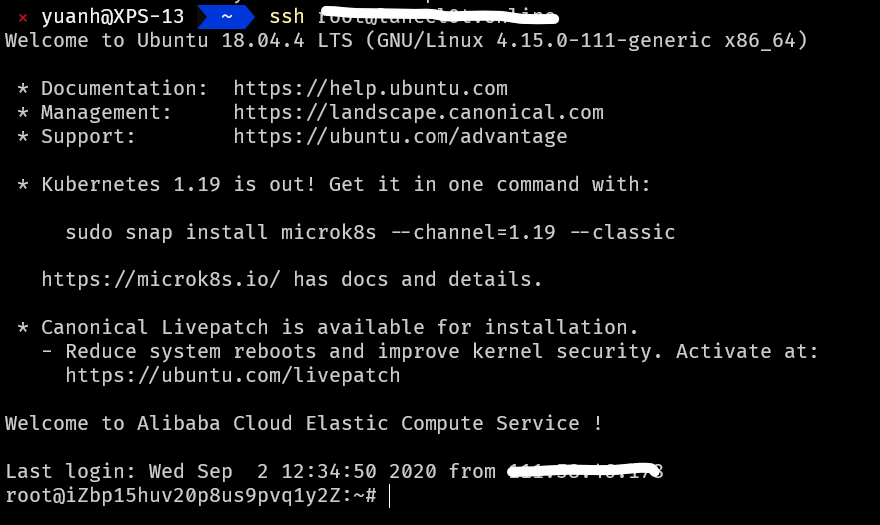 × yuanh@XPS-13 ~ ssh
Welcome to Ubuntu 18.04.4 LTS (GNU/Linux 4.15.0-111-generic x86_64)
* Documentation: https://help.ubuntu.com
* Management: https://landscape.canonical.com
* Support: https://ubuntu.com/advantage
* Kubernetes 1.19 is out! Get it in one command with:
sudo snap install microk8s --channel=1.19 --classic
https://microk8s.io/ has docs and details.
* Canonical Livepatch is available for installation.
- Reduce system reboots and improve kernel security. Activate at:
https://ubuntu.com/livepatch
Welcome to Alibaba Cloud Elastic Compute Service !
Last login: Wed Sep 2 12:34:50 2020 from
root@iZbp15huv20p8us9pvq1y2Z:~#